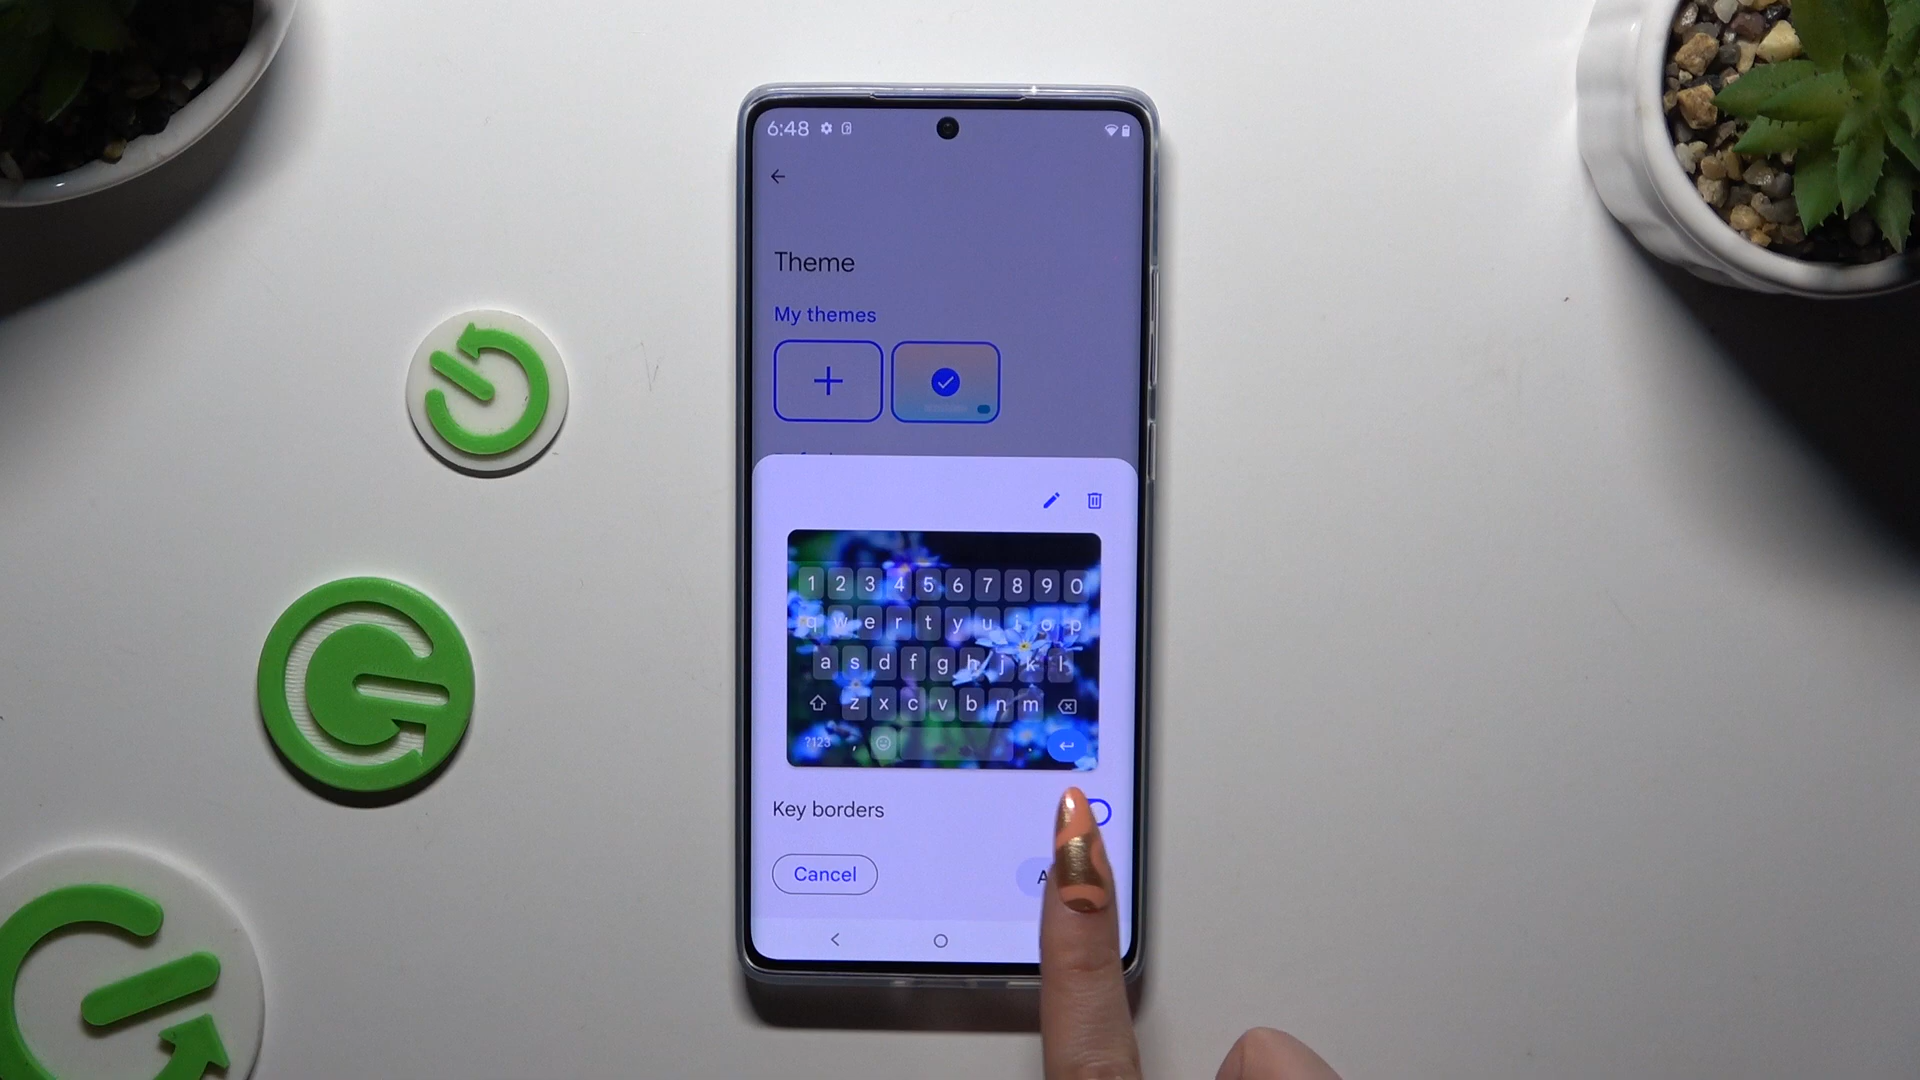 6:48
Theme
My themes
1 2 3 4 5 6 7 8 9 0
q w e r t y u i o p
a s d f g h j k l
z x c v b n m
?123 , .
Key borders
Cancel